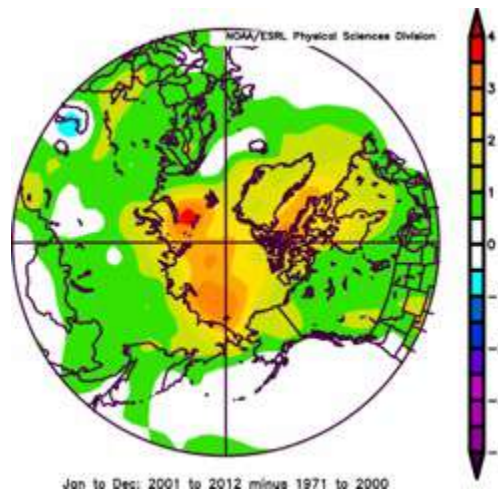 NOAA/ESRL Physical Sciences Division
4
3
2
1
0
Jan to Dec: 2001 to 2012 minus 1971 to 2000